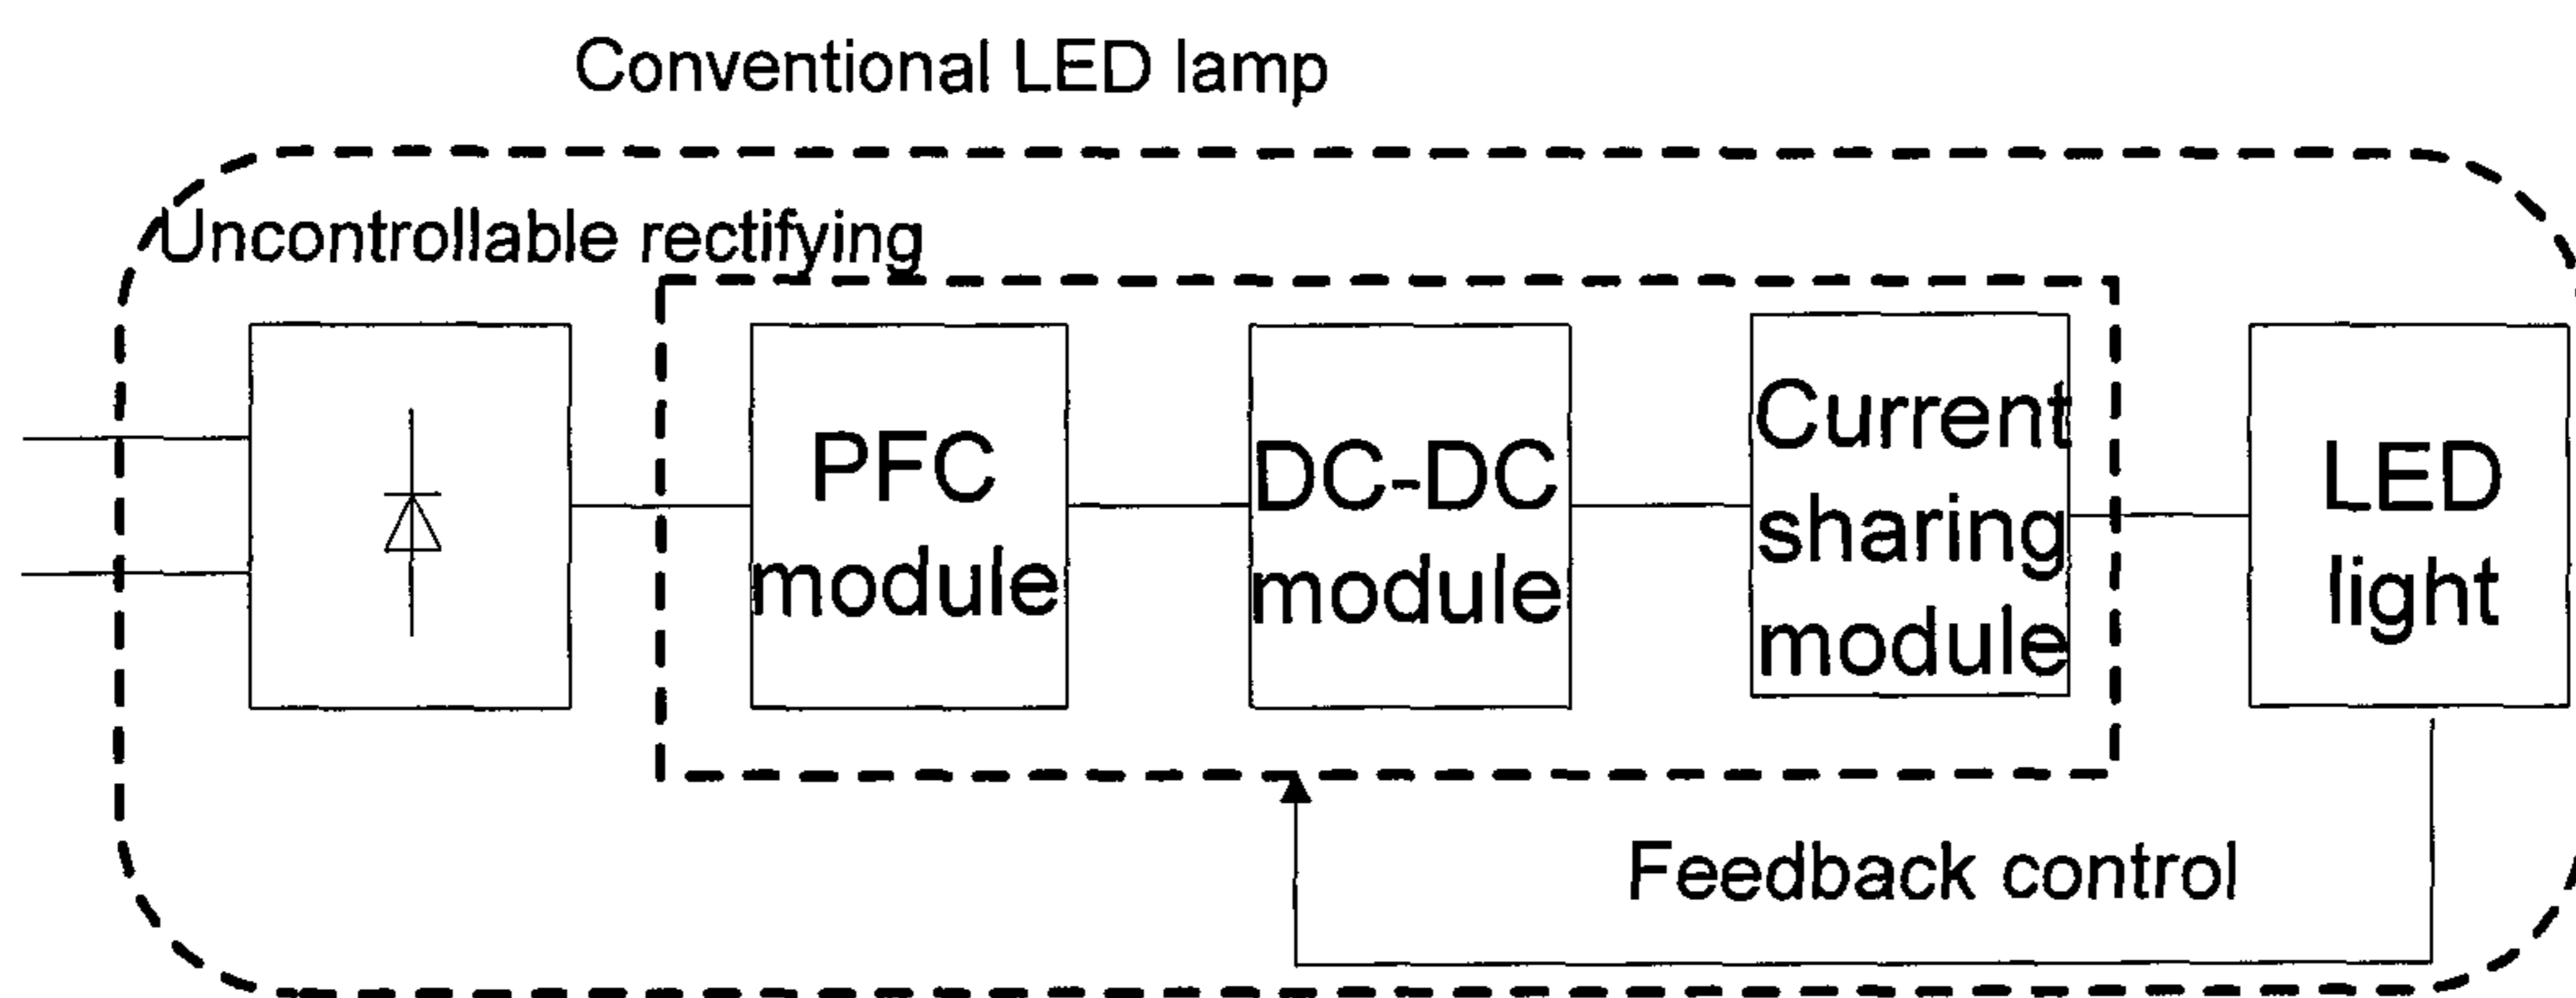 Conventional LED lamp
Uncontrollable rectifying
PFC
module
DC-DC
module
Current
sharing
module
LED
light
Feedback control